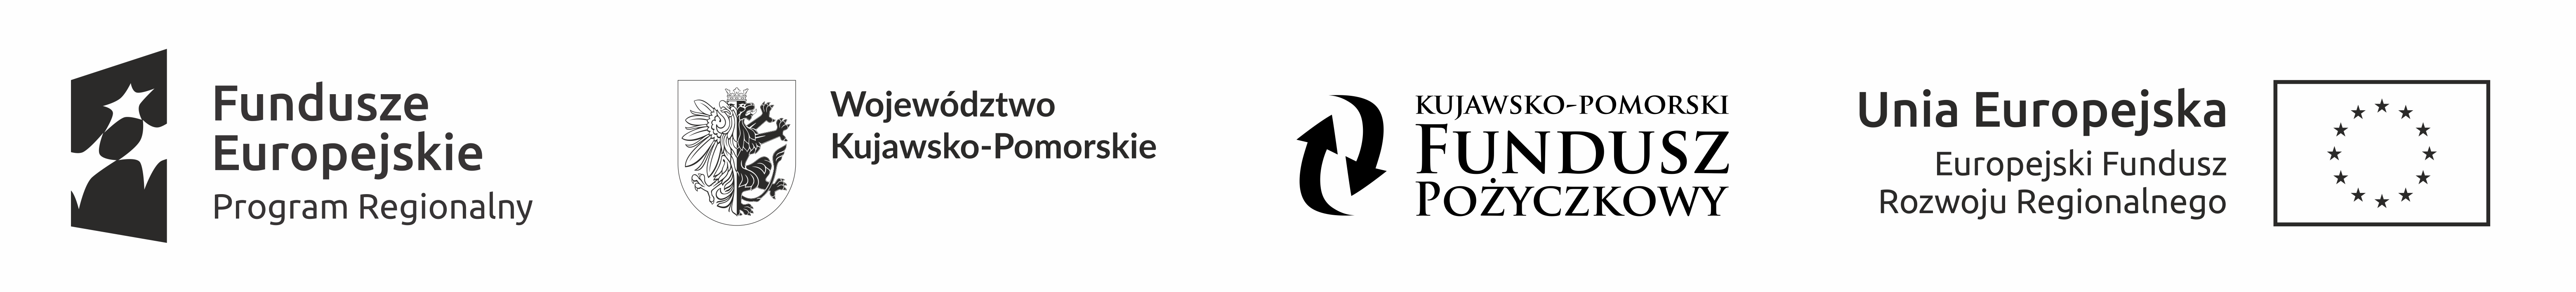 Fundusze
Europejskie
Program Regionalny
Województwo
Kujawsko-Pomorskie
KUJAWSKO-POMORSKI
FUNDUSZ
POŻYCZKOWY
Unia Europejska
Europejski Fundusz
Rozwoju Regionalnego